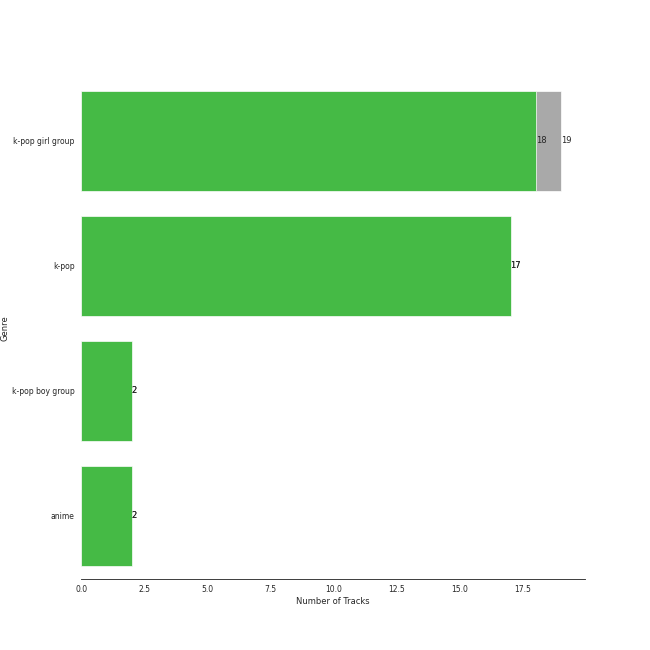 k-pop girl group
18
19
k-pop
17
Genre
k-pop boy group
2
anime
2
0.0 2.5 5.0 7.5 10.0 12.5 15.0 17.5
Number of Tracks